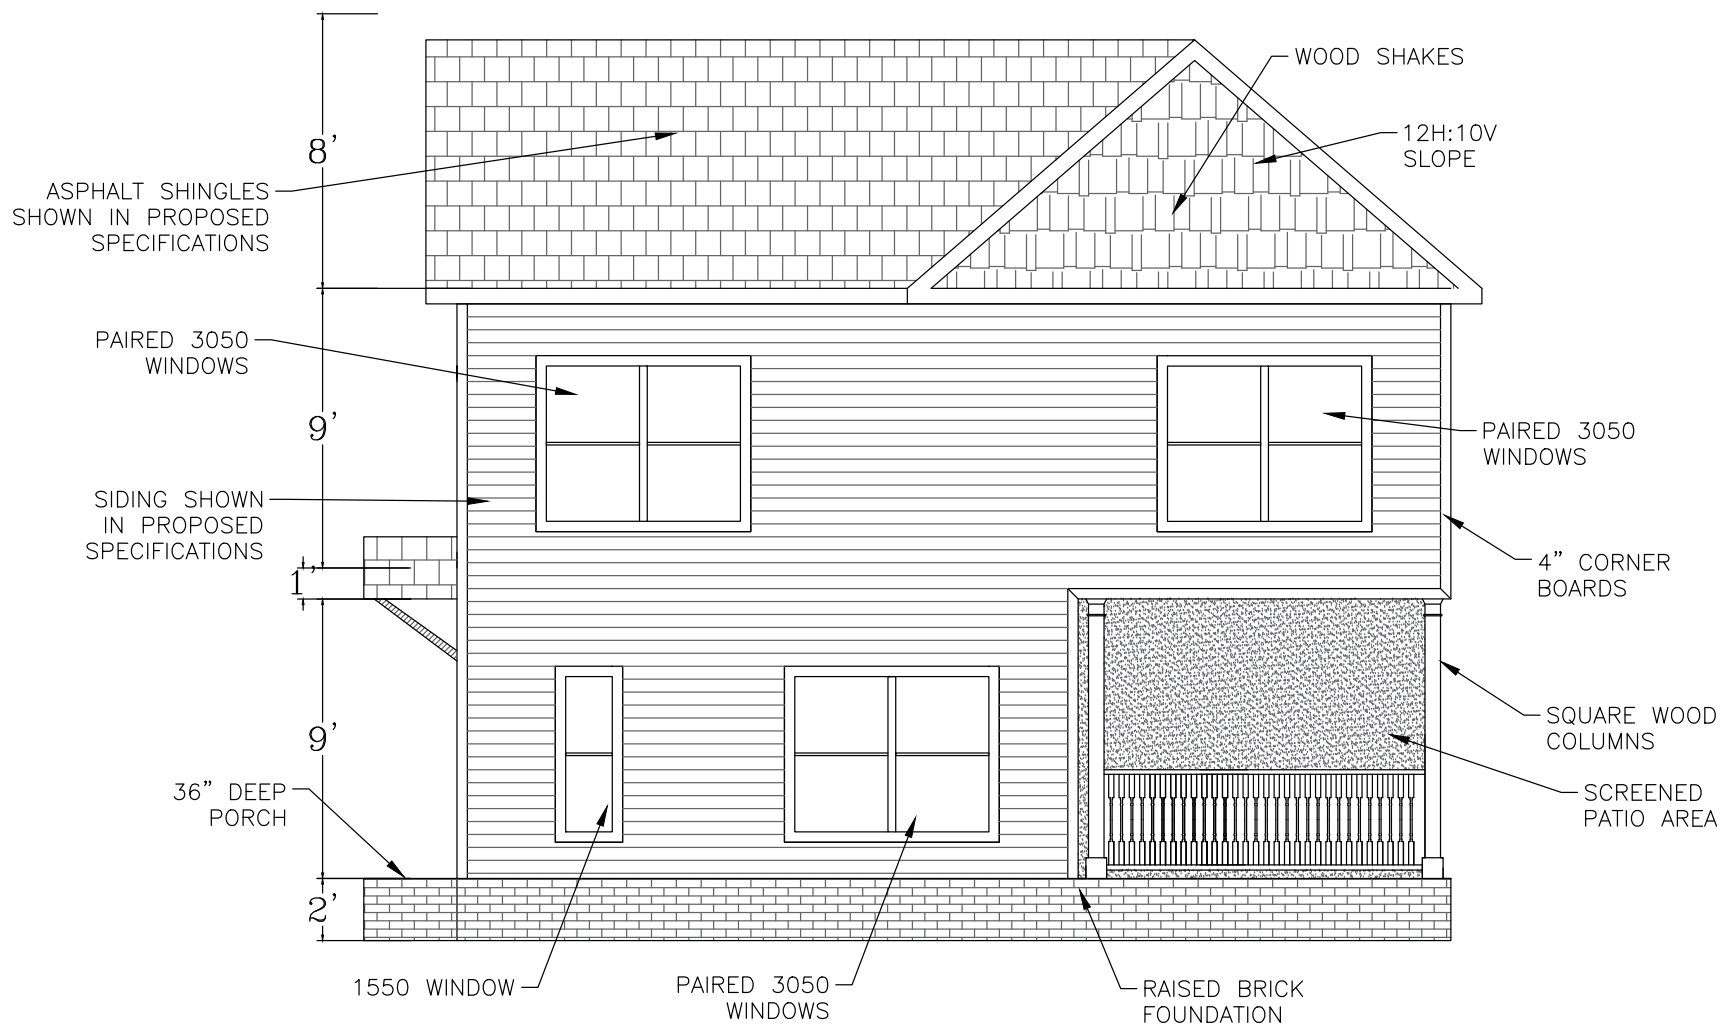 WOOD SHAKES
12H:10V
SLOPE
8'
ASPHALT SHINGLES
SHOWN IN PROPOSED
SPECIFICATIONS
PAIRED 3050
WINDOWS
9'
PAIRED 3050
WINDOWS
SIDING SHOWN
IN PROPOSED
SPECIFICATIONS
1'
4" CORNER
BOARDS
9'
SQUARE WOOD
COLUMNS
36" DEEP
PORCH
SCREENED
PATIO AREA
2'
1550 WINDOW
PAIRED 3050
WINDOWS
RAISED BRICK
FOUNDATION